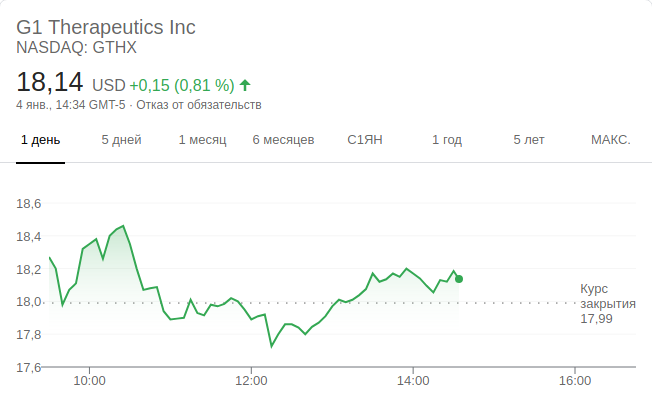 G1 Therapeutics Inc
NASDAQ: GTHX
18,14 USD +0,15 (0,81 %)
4 янв., 14:34 GMT-5 · Отказ от обязательств
1 день 5 дней 1 месяц 6 месяцев С1ЯН 1 год 5 лет МАКС.
18,6
18,4
18,2
18,0
17,8
17,6
Курс
закрытия
17,99
10:00 12:00 14:00 16:00